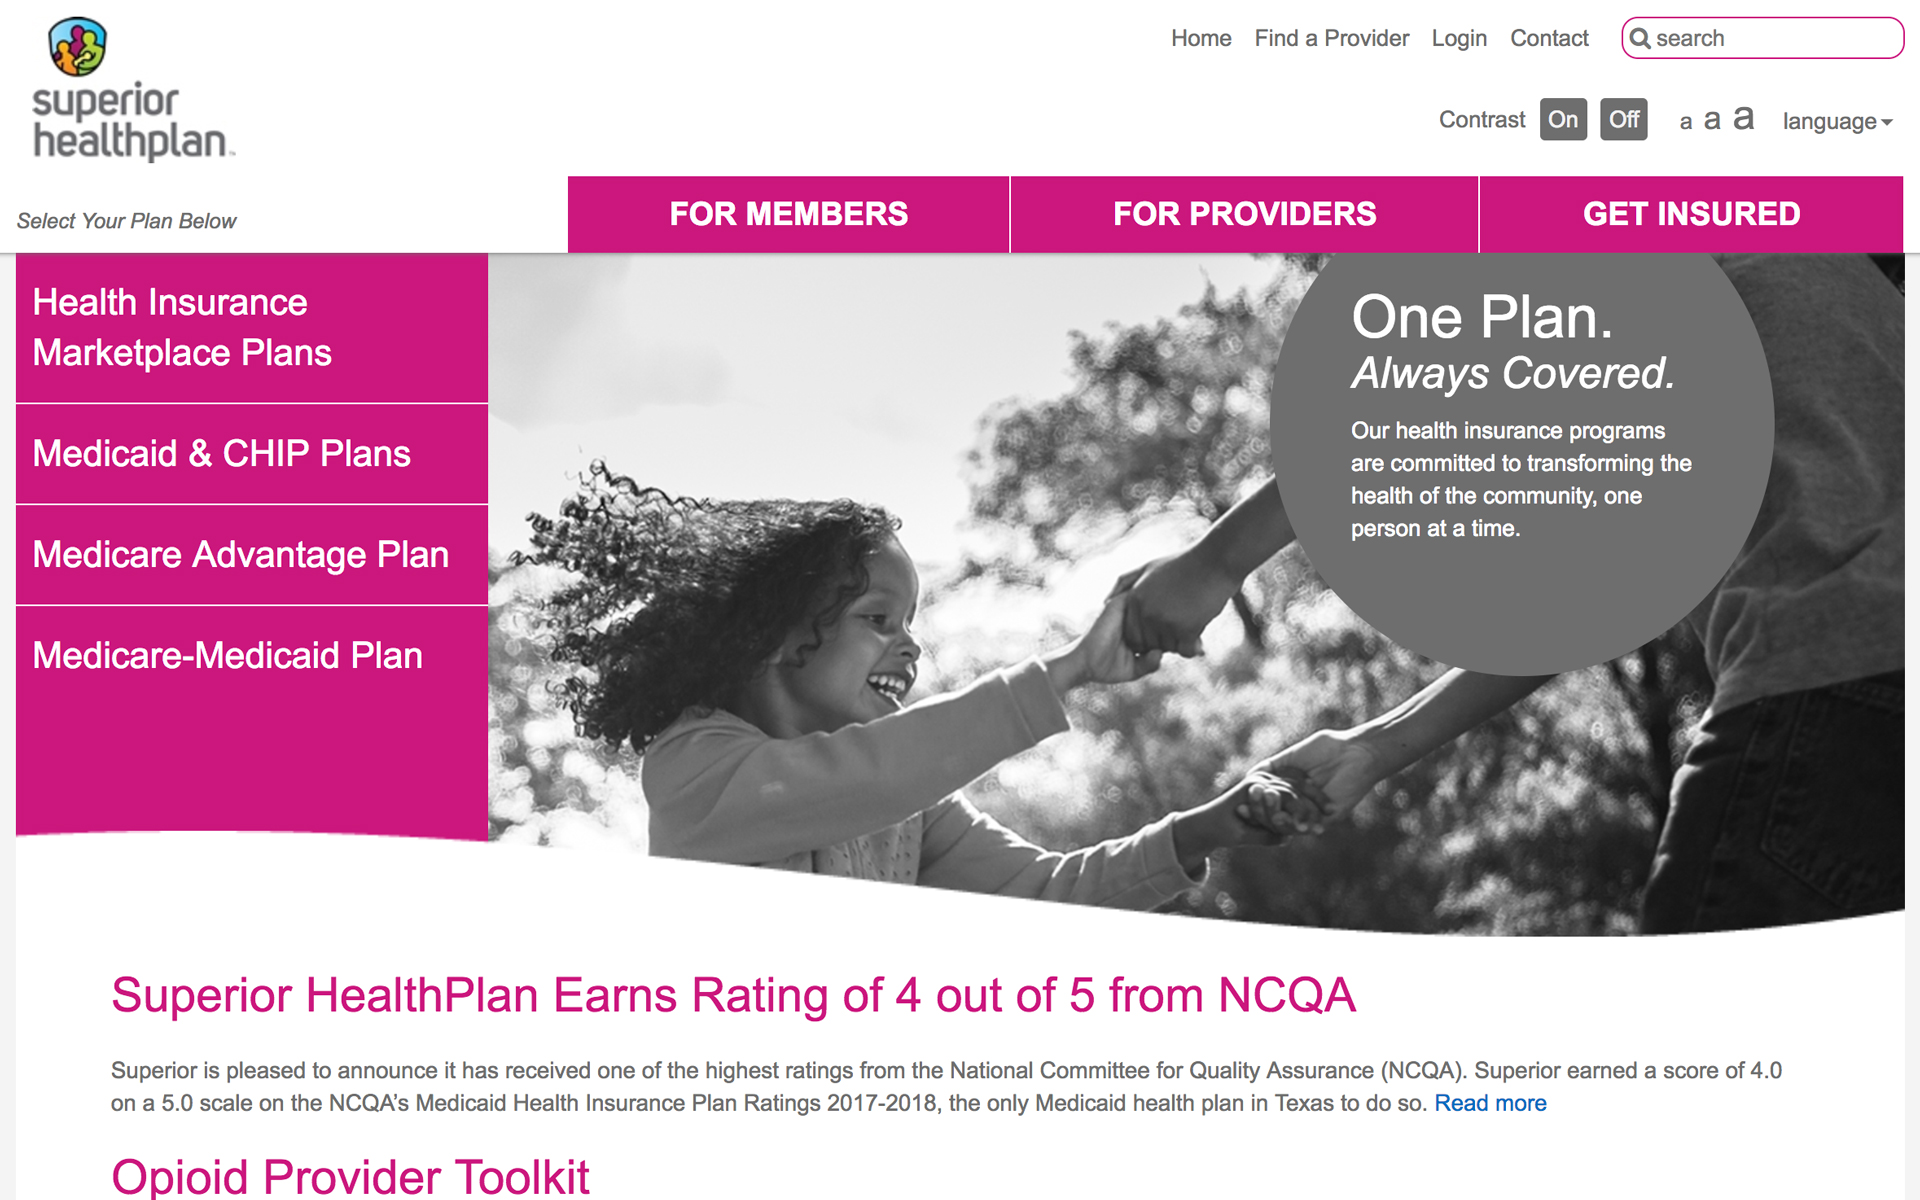 superior
healthplan™
Home Find a Provider Login Contact search
Contrast On Off a a a language
Select Your Plan Below
FOR MEMBERS FOR PROVIDERS GET INSURED
Health Insurance
Marketplace Plans
Medicaid & CHIP Plans
Medicare Advantage Plan
Medicare-Medicaid Plan
One Plan.
Always Covered.
Our health insurance programs
are committed to transforming the
health of the community, one
person at a time.
Superior HealthPlan Earns Rating of 4 out of 5 from NCQA
Superior is pleased to announce it has received one of the highest ratings from the National Committee for Quality Assurance (NCQA). Superior earned a score of 4.0
on a 5.0 scale on the NCQA’s Medicaid Health Insurance Plan Ratings 2017-2018, the only Medicaid health plan in Texas to do so. Read more
Opioid Provider Toolkit